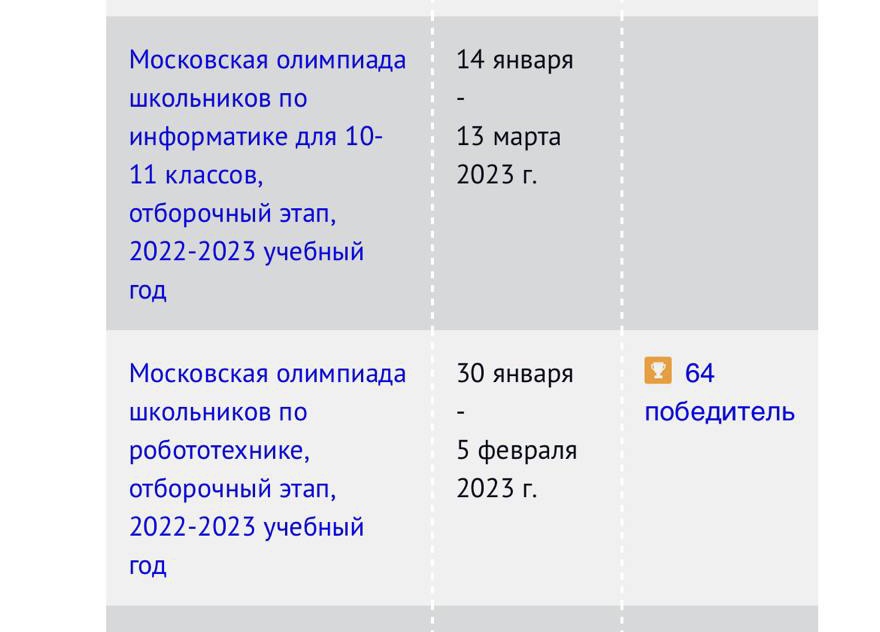 Московская олимпиада
школьников по
информатике для 10-
11 классов,
отборочный этап,
2022-2023 учебный
год
14 января
-
13 марта
2023 г.
Московская олимпиада
школьников по
робототехнике,
отборочный этап,
2022-2023 учебный
год
30 января
-
5 февраля
2023 г.
64
победитель